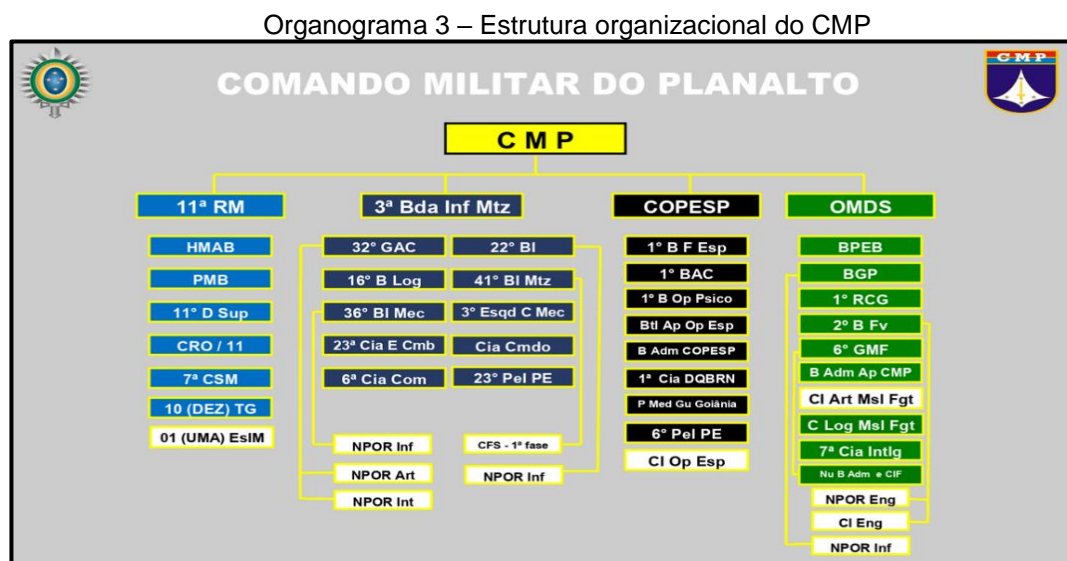 Organograma 3 – Estrutura organizacional do CMP
COMANDO MILITAR DO PLANALTO
CMP
C M P
11ª RM
HMAB
PMB
11° D Sup
CRO / 11
7ª CSM
10 (DEZ) TG
01 (UMA) EsIM
3ª Bda Inf Mtz
32° GAC
22° BI
16° B Log
41° BI Mtz
36° BI Mec
3° Esqd C Mec
23ª Cia E Cmb
Cia Cmdo
6ª Cia Com
23° Pel PE
NPOR Inf
CFS - 1ª fase
NPOR Art
NPOR Inf
NPOR Int
COPESP
1° B F Esp
1° BAC
1° B Op Psico
Btl Ap Op Esp
B Adm COPESP
1ª Cia DQBRN
P Med Gu Goiânia
6° Pel PE
CI Op Esp
OMDS
BPEB
BGP
1° RCG
2° B Fv
6° GMF
B Adm Ap CMP
CI Art Msl Fgt
C Log Msl Fgt
7ª Cia Intlg
Nu B Adm e CIF
NPOR Eng
CI Eng
NPOR Inf